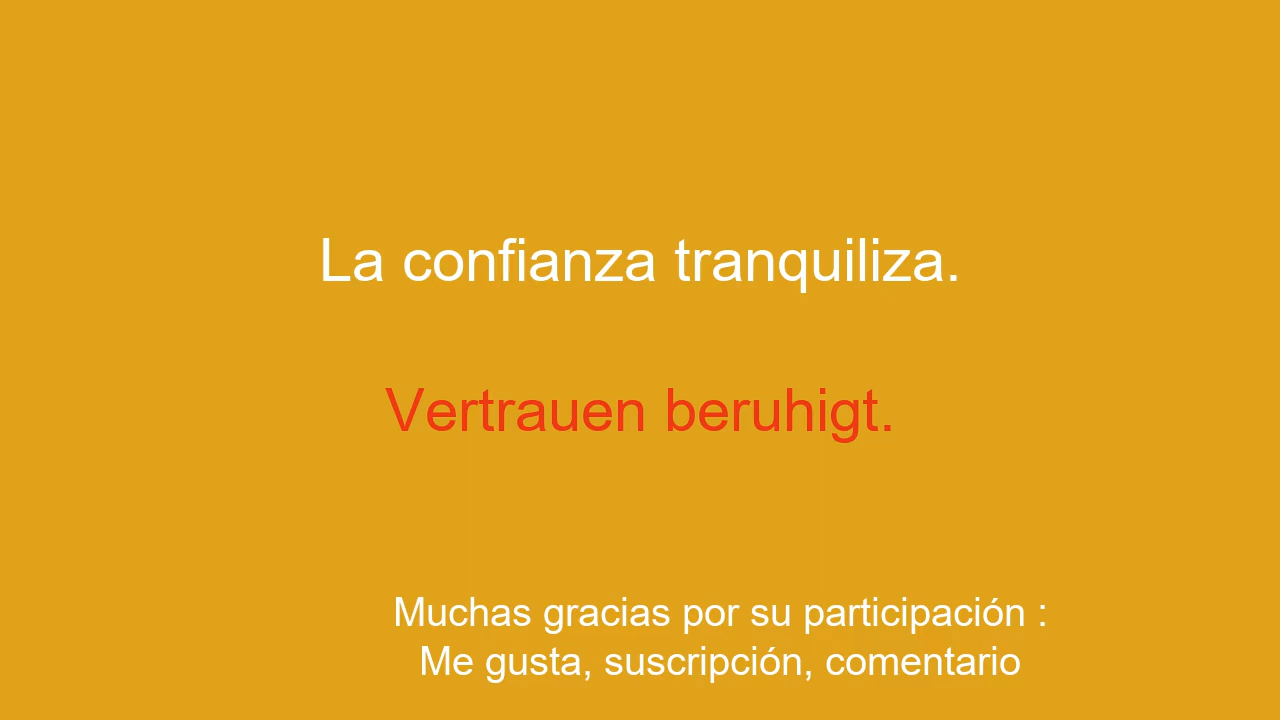 La confianza tranquiliza.
Vertrauen beruhigt.
Muchas gracias por su participación :
Me gusta, suscripción, comentario